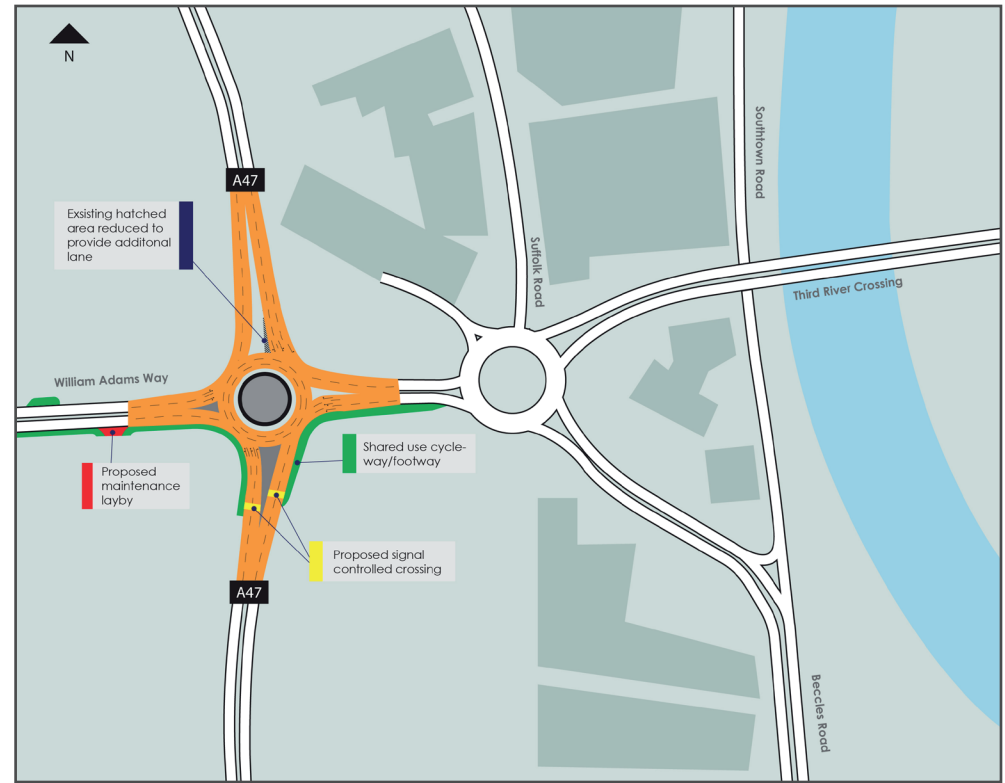 N
A47
Exsisting hatched
area reduced to
provide additonal
lane
William Adams Way
Suffolk Road
Southtown Road
Third River Crossing
Shared use cycle-
way/footway
Proposed
maintenance
layby
Proposed signal
controlled crossing
A47
Beccles Road